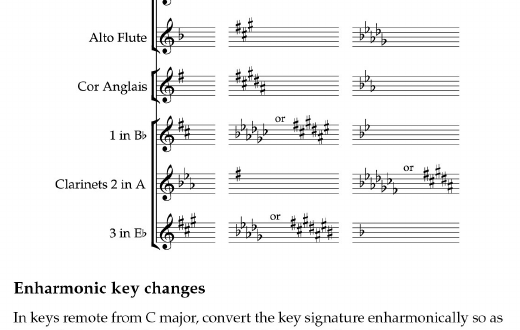 Alto Flute
Cor Anglais
or
1 in B♭
or
Clarinets 2 in A
or
3 in E♭
Enharmonic key changes
In keys remote from C major, convert the key signature enharmonically so as